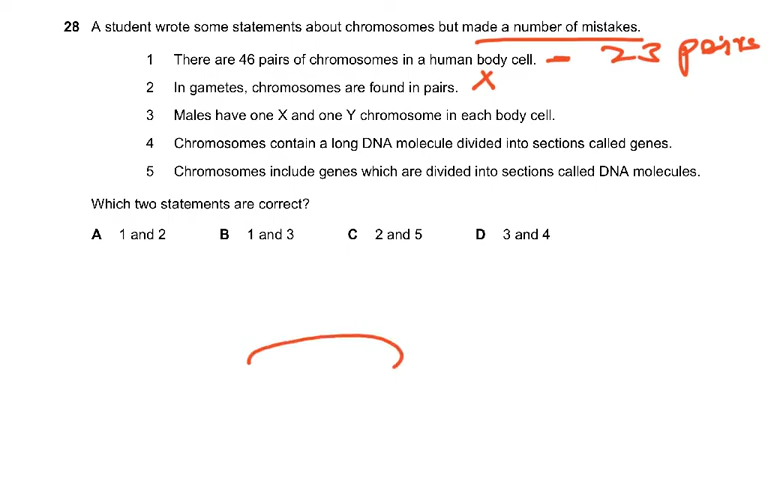 28 A student wrote some statements about chromosomes but made a number of mistakes.
1 There are 46 pairs of chromosomes in a human body cell. – 23 pairs
2 In gametes, chromosomes are found in pairs. X
3 Males have one X and one Y chromosome in each body cell.
4 Chromosomes contain a long DNA molecule divided into sections called genes.
5 Chromosomes include genes which are divided into sections called DNA molecules.
Which two statements are correct?
A 1 and 2 B 1 and 3 C 2 and 5 D 3 and 4